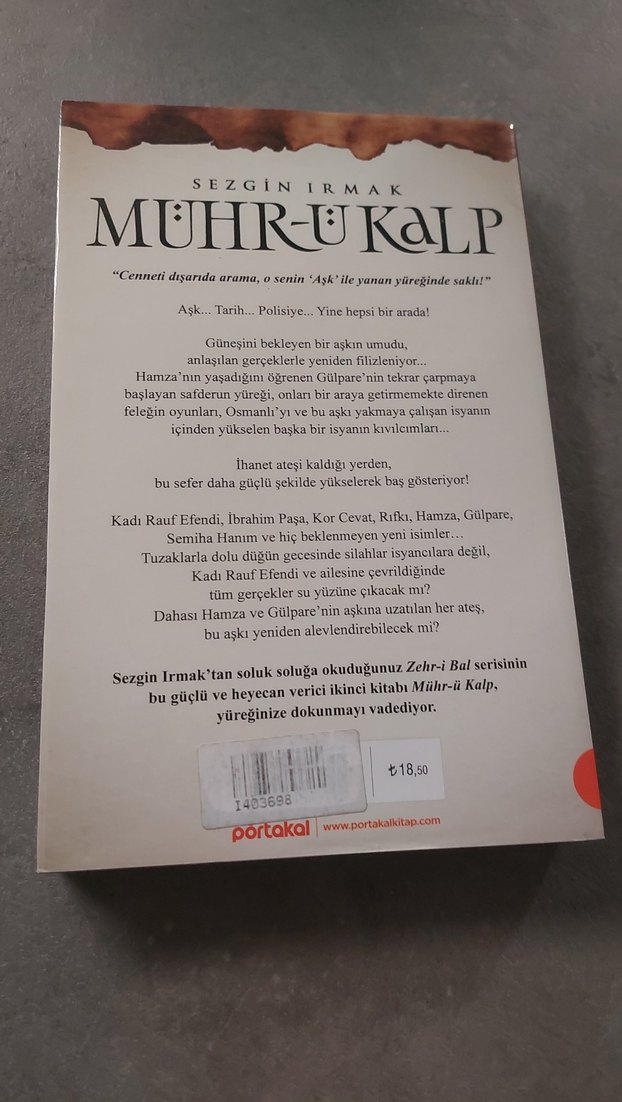 SEZGİN IRMAK
MÜHR-Ü KALP
“Cenneti dışarıda arama, o senin ‘Aşk’ ile yanan yüreğinde saklı!”
Aşk... Tarih... Polisiye... Yine hepsi bir arada!
Güneşini bekleyen bir aşkın umudu,
anlaşılan gerçeklerle yeniden filizleniyor...
Hamza’nın yaşadığını öğrenen Gülpare’nin tekrar çarpmaya
başlayan safderun yüreği, onları bir araya getirmemekte direnen
feleğin oyunları, Osmanlı’yı ve bu aşkı yakmaya çalışan isyanın
içinden yükselen başka bir isyanın kıvılcımları...
İhanet ateşi kaldığı yerden,
bu sefer daha güçlü şekilde yükselerek baş gösteriyor!
Kadı Rauf Efendi, İbrahim Paşa, Kor Cevat, Rıfkı, Hamza, Gülpare,
Semiha Hanım ve hiç beklenmeyen yeni isimler…
Tuzaklarla dolu düğün gecesinde silahlar isyancılara değil,
Kadı Rauf Efendi ve ailesine çevrildiğinde
tüm gerçekler su yüzüne çıkacak mı?
Dahası Hamza ve Gülpare’nin aşkına uzatılan her ateş,
bu aşkı yeniden alevlendirebilecek mi?
Sezgin Irmak’tan soluk soluğa okuduğunuz Zehr-i Bal serisinin
bu güçlü ve heyecan verici ikinci kitabı Mühr-ü Kalp,
yüreğinize dokunmayı vadediyor.
₺18,50
1403698
portakal
www.portakalkitap.com